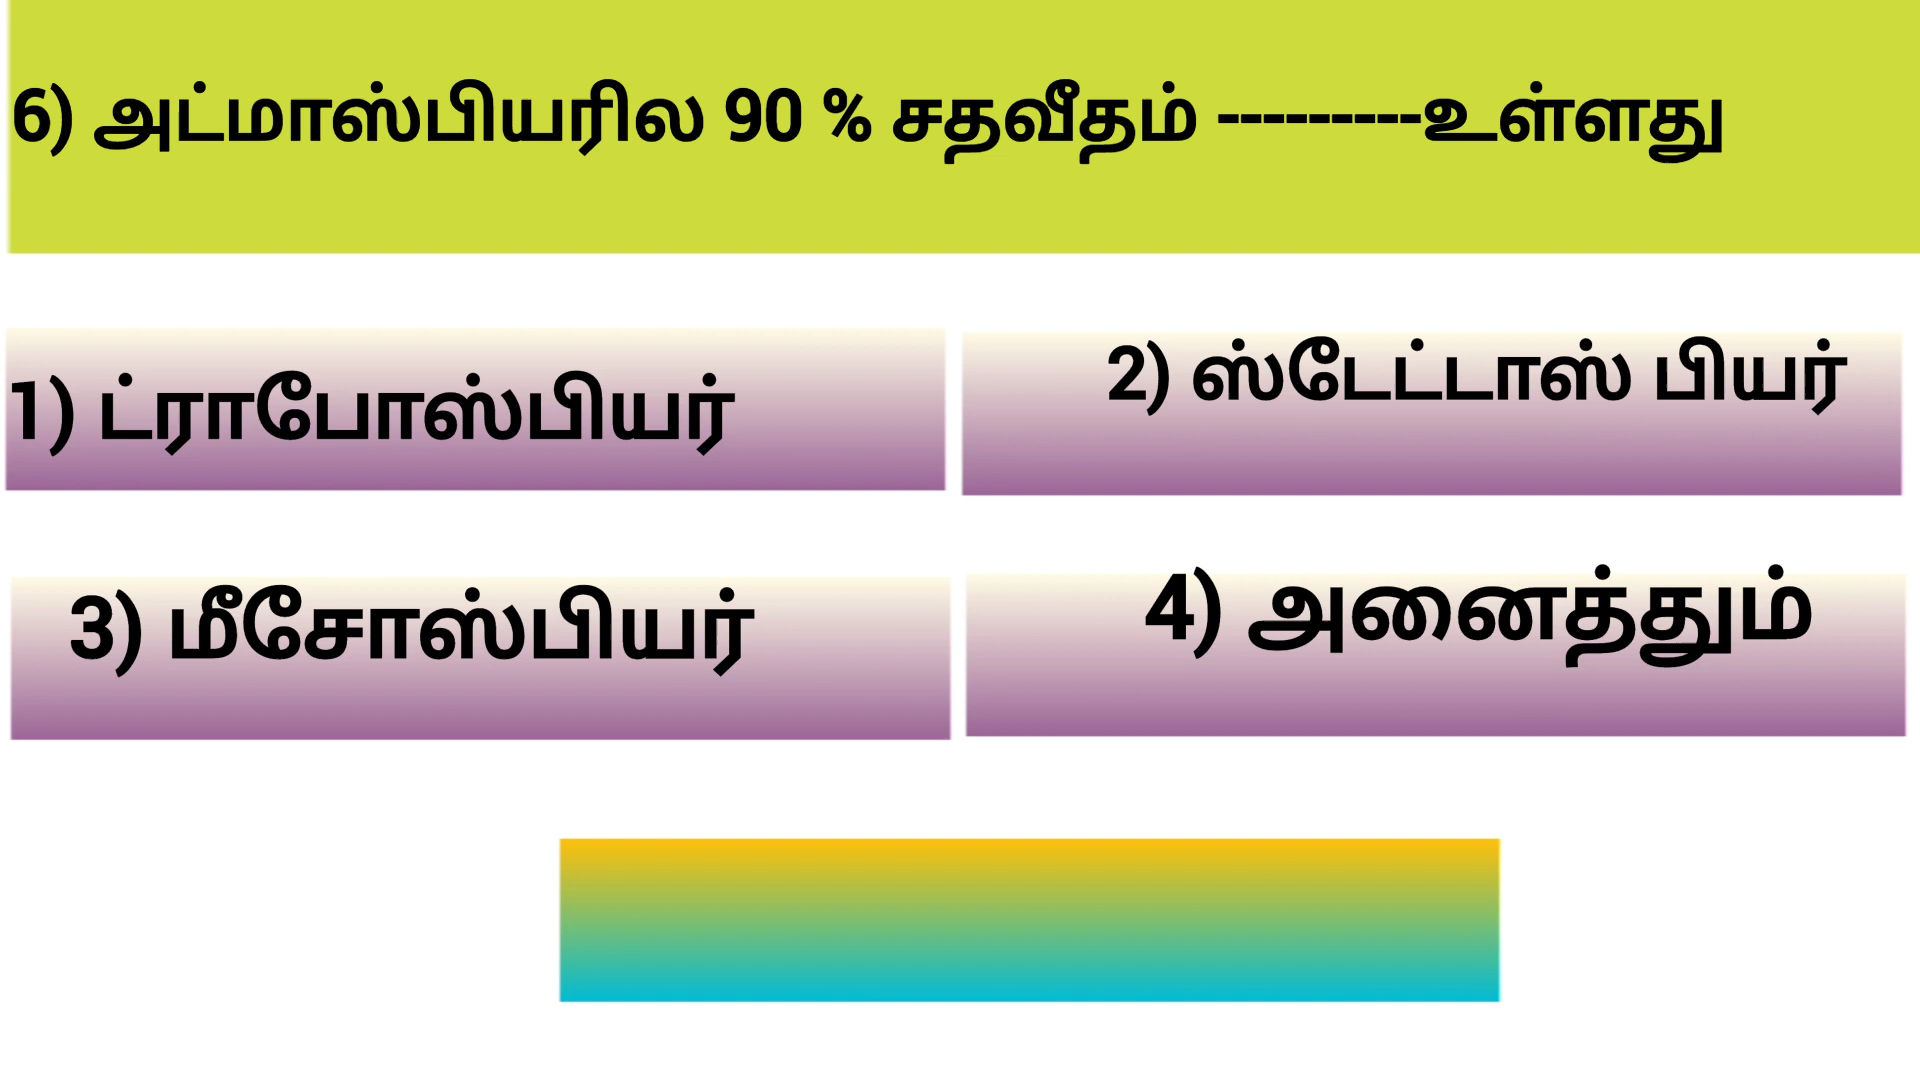 6) அட்மாஸ்பியரில 90 % சதவீதம் ---------உள்ளது
1) ட்ராபோஸ்பியர்
2) ஸ்டேட்டாஸ் பியர்
3) மீசோஸ்பியர்
4) அனைத்தும்